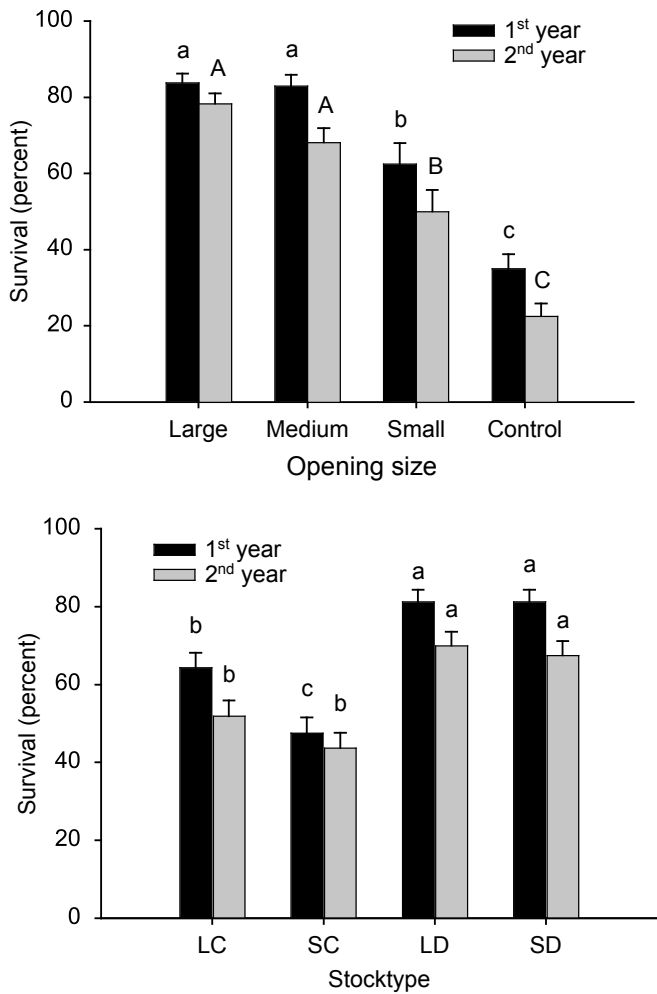 100
80
60
40
20
0
Survival (percent)
1st year
2nd year
a A a A b B c C
Large Medium Small Control
Opening size
100
80
60
40
20
0
Survival (percent)
1st year
2nd year
b b c b a a a a
LC SC LD SD
Stocktype